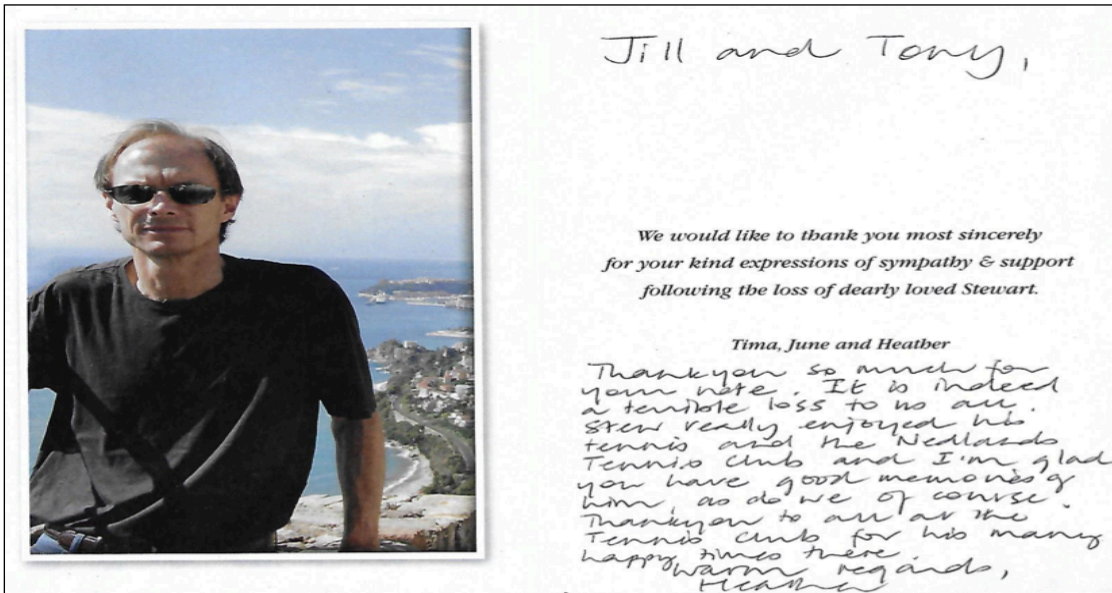 Jill and Tony,
We would like to thank you most sincerely
for your kind expressions of sympathy & support
following the loss of dearly loved Stewart.
Tima, June and Heather
Thankyou so much for
your note. It is indeed
a terrible loss to us all.
Stew really enjoyed his
tennis and the Nedlands
Tennis Club and I'm glad
you have good memories of
him as do we of course.
Thankyou to all at the
Tennis Club for his many
happy times there.
Warm regards,
Heather